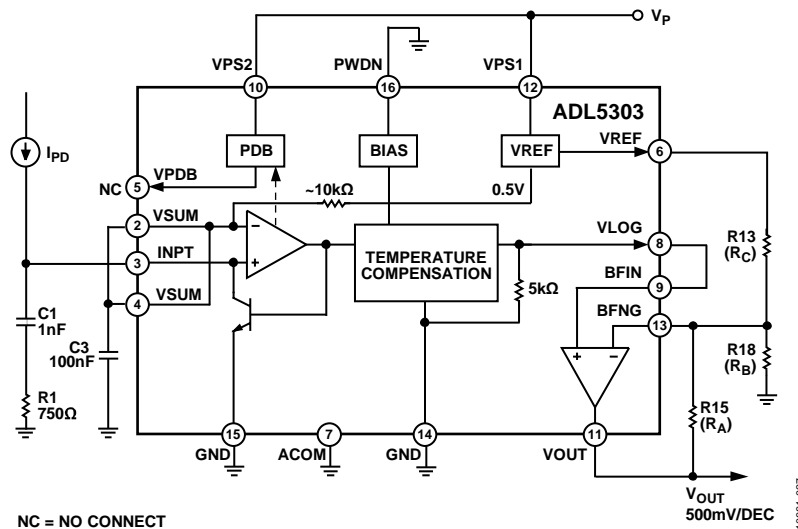 VP
VPS2
PWDN
VPS1
10
16
12
ADL5303
VREF
IPD
PDB
BIAS
VREF
6
VPDB
NC
5
~10kΩ
0.5V
VSUM
2
−
VLOG
R13
(RC)
INPT
3
+
TEMPERATURE
COMPENSATION
8
BFIN
VSUM
4
5kΩ
9
BFNG
C1
1nF
13
C3
100nF
+
−
R18
(RB)
R1
750Ω
R15
(RA)
15
7
14
11
GND
ACOM
GND
VOUT
VOUT
500mV/DEC
NC = NO CONNECT